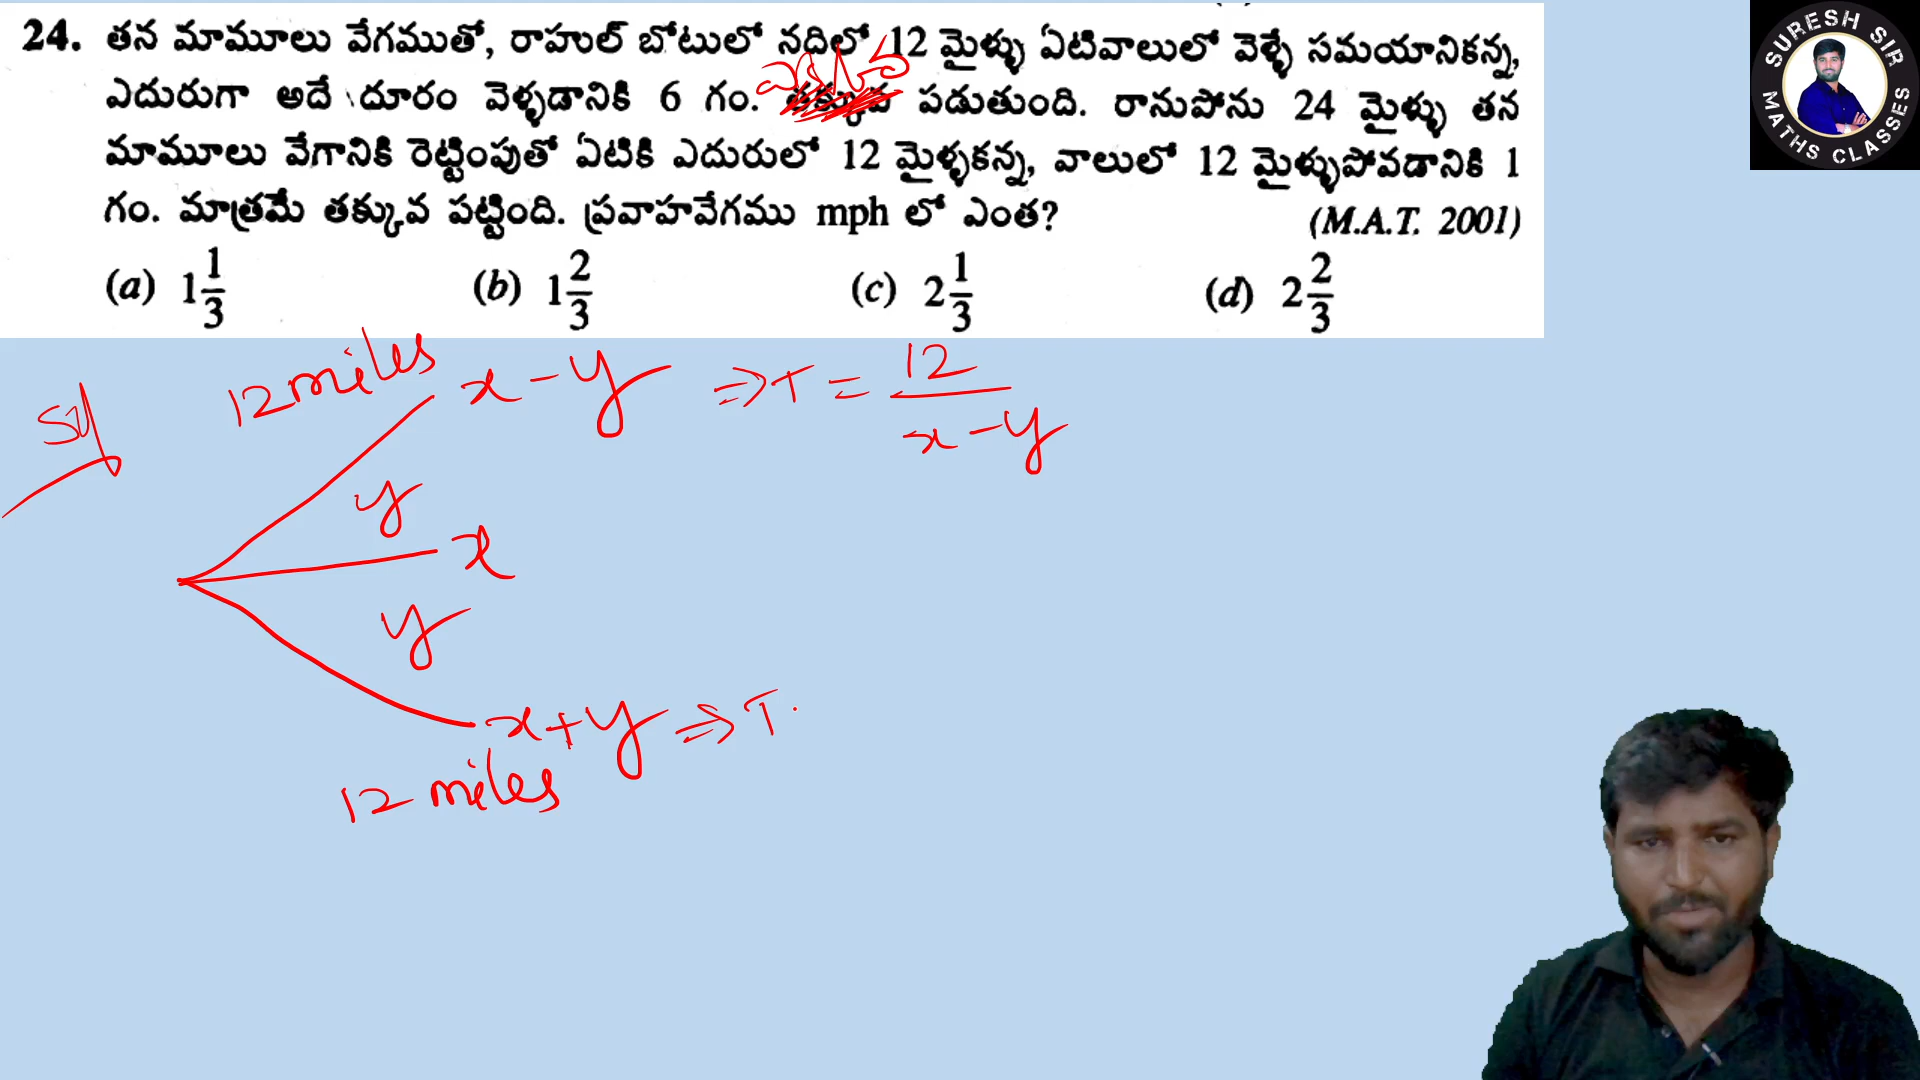 24. తన మామూలు వేగముతో, రాహుల్ బోటులో నదిలో 12 మైళ్ళు ఏటివాలులో వెళ్ళే సమయానికన్న,
ఎదురుగా అదే దూరం వెళ్ళడానికి 6 గం. తక్కువ పడుతుంది. రానుపోను 24 మైళ్ళు తన
మామూలు వేగానికి రెట్టింపుతో ఏటికి ఎదురులో 12 మైళ్ళకన్న, వాలులో 12 మైళ్ళుపోవడానికి 1
గం. మాత్రమే తక్కువ పట్టింది. ప్రవాహవేగము mph లో ఎంత? (M.A.T. 2001)
(a) 1 1/3 (b) 1 2/3 (c) 2 1/3 (d) 2 2/3
SURESH SIR
MATHS CLASSES
Sol
12 miles x - y ⇒ T = 12/(x - y)
y
x
y
x + y ⇒ T
12 miles